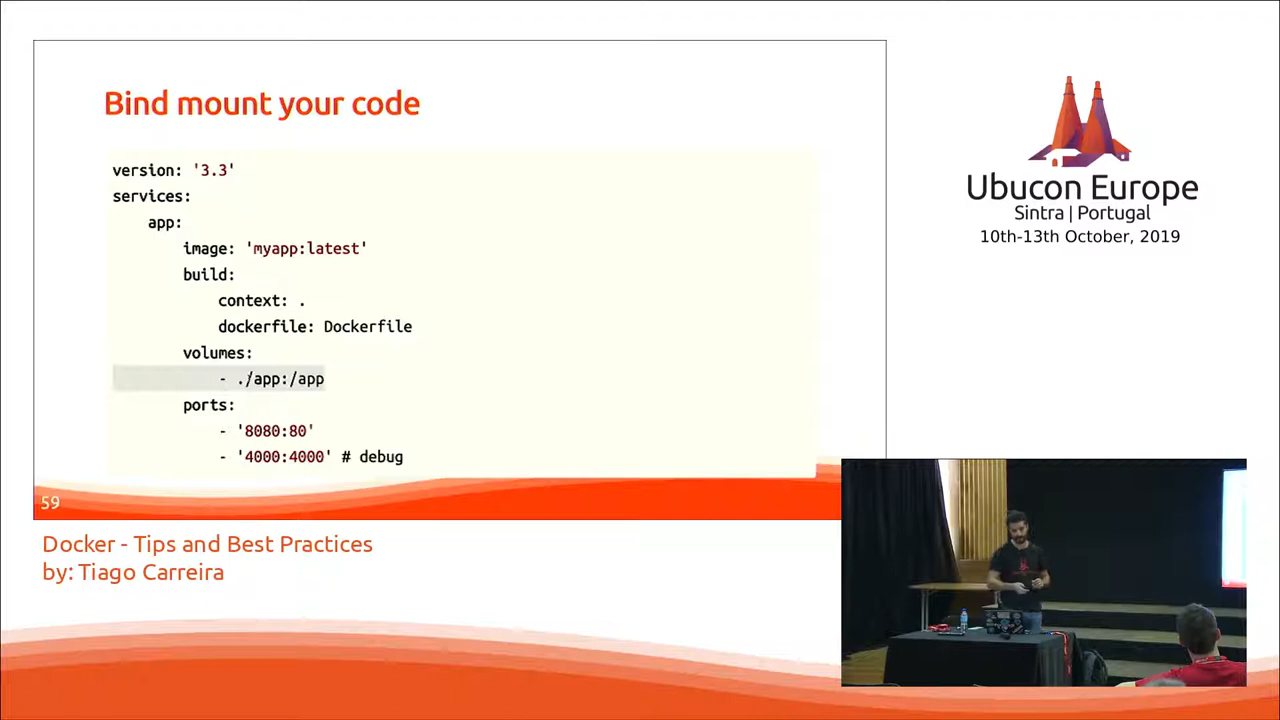 Bind mount your code
version: '3.3'
services:
app:
image: 'myapp:latest'
build:
context: .
dockerfile: Dockerfile
volumes:
- ./app:/app
ports:
- '8080:80'
- '4000:4000' # debug
59
Docker - Tips and Best Practices
by: Tiago Carreira
Ubucon Europe
Sintra | Portugal
10th-13th October, 2019